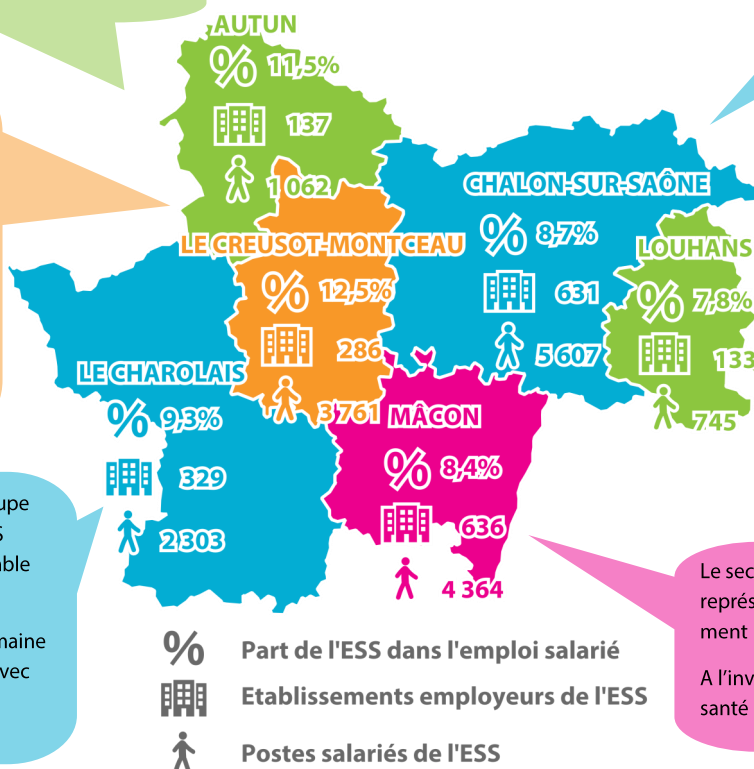 AUTUN
11,5%
137
1 062
CHALON-SUR-SAÔNE
8,7%
631
5 607
LE CREUSOT-MONTCEAU
12,5%
286
3 761
LOUHANS
7,8%
133
745
LE CHAROLAIS
9,3%
329
2 303
MÂCON
8,4%
636
4 364
upe
able
maine
vec
Le sec
représ
ment
A l'inv
santé
% Part de l'ESS dans l'emploi salarié
Etablissements employeurs de l'ESS
Postes salariés de l'ESS